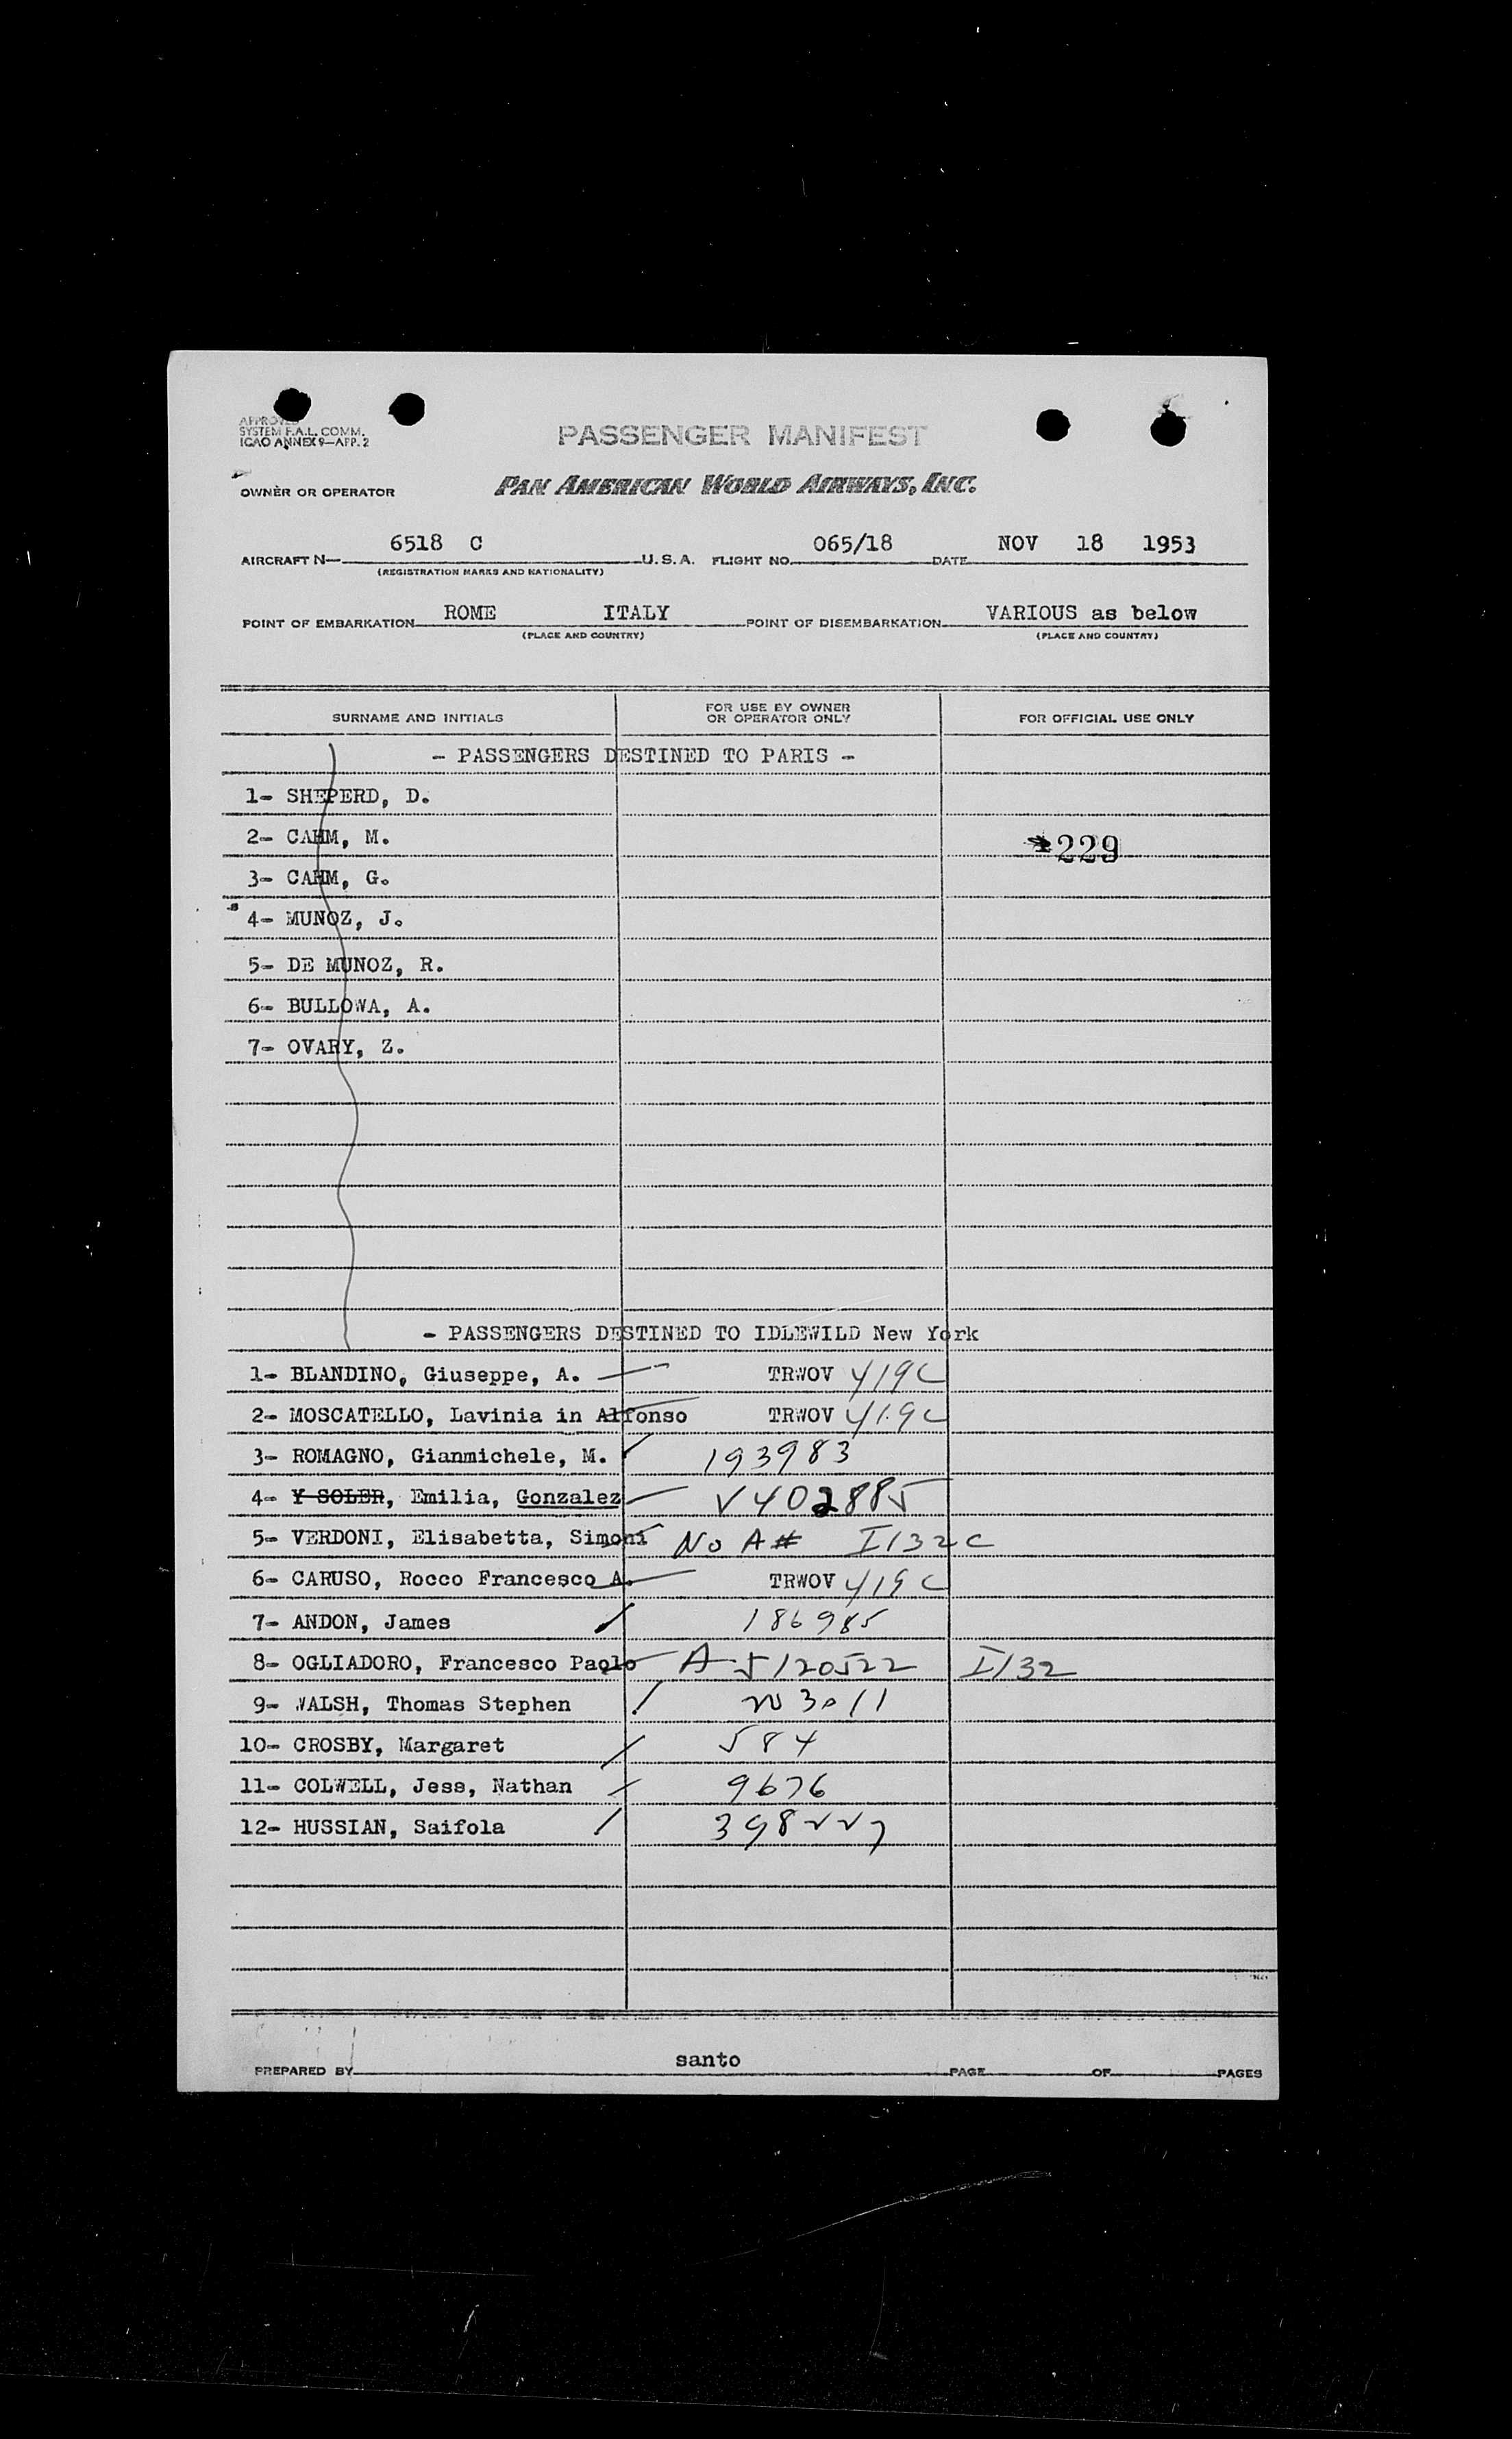 APPROVED
SYSTEM F.A.L. COMM.
ICAO ANNEX 9—APP. 2
PASSENGER MANIFEST
OWNER OR OPERATOR PAN AMERICAN WORLD AIRWAYS, INC.
AIRCRAFT N— 6518 C U.S.A. FLIGHT NO. 065/18 DATE NOV 18 1953
(REGISTRATION MARKS AND NATIONALITY)
POINT OF EMBARKATION ROME ITALY POINT OF DISEMBARKATION VARIOUS as below
(PLACE AND COUNTRY) (PLACE AND COUNTRY)
SURNAME AND INITIALS FOR USE BY OWNER OR OPERATOR ONLY FOR OFFICIAL USE ONLY
- PASSENGERS DESTINED TO PARIS -
1- SHEPERD, D.
2- CAHM, M. 229
3- CAHM, G.
4- MUNOZ, J.
5- DE MUNOZ, R.
6- BULLOWA, A.
7- OVARY, Z.
- PASSENGERS DESTINED TO IDLEWILD New York
1- BLANDINO, Giuseppe, A. TRWOV 419C
2- MOSCATELLO, Lavinia in Alfonso TRWOV 419C
3- ROMAGNO, Gianmichele, M. 193983
4- Y SOLER, Emilia, Gonzalez V402885
5- VERDONI, Elisabetta, Simoni No A# I132C
6- CARUSO, Rocco Francesco A. TRWOV 419C
7- ANDON, James 186985
8- OGLIADORO, Francesco Paolo A-5120522 I132
9- WALSH, Thomas Stephen 3011
10- CROSBY, Margaret 584
11- COLWELL, Jess, Nathan 9676
12- HUSSIAN, Saifola 398227
PREPARED BY santo PAGE OF PAGES